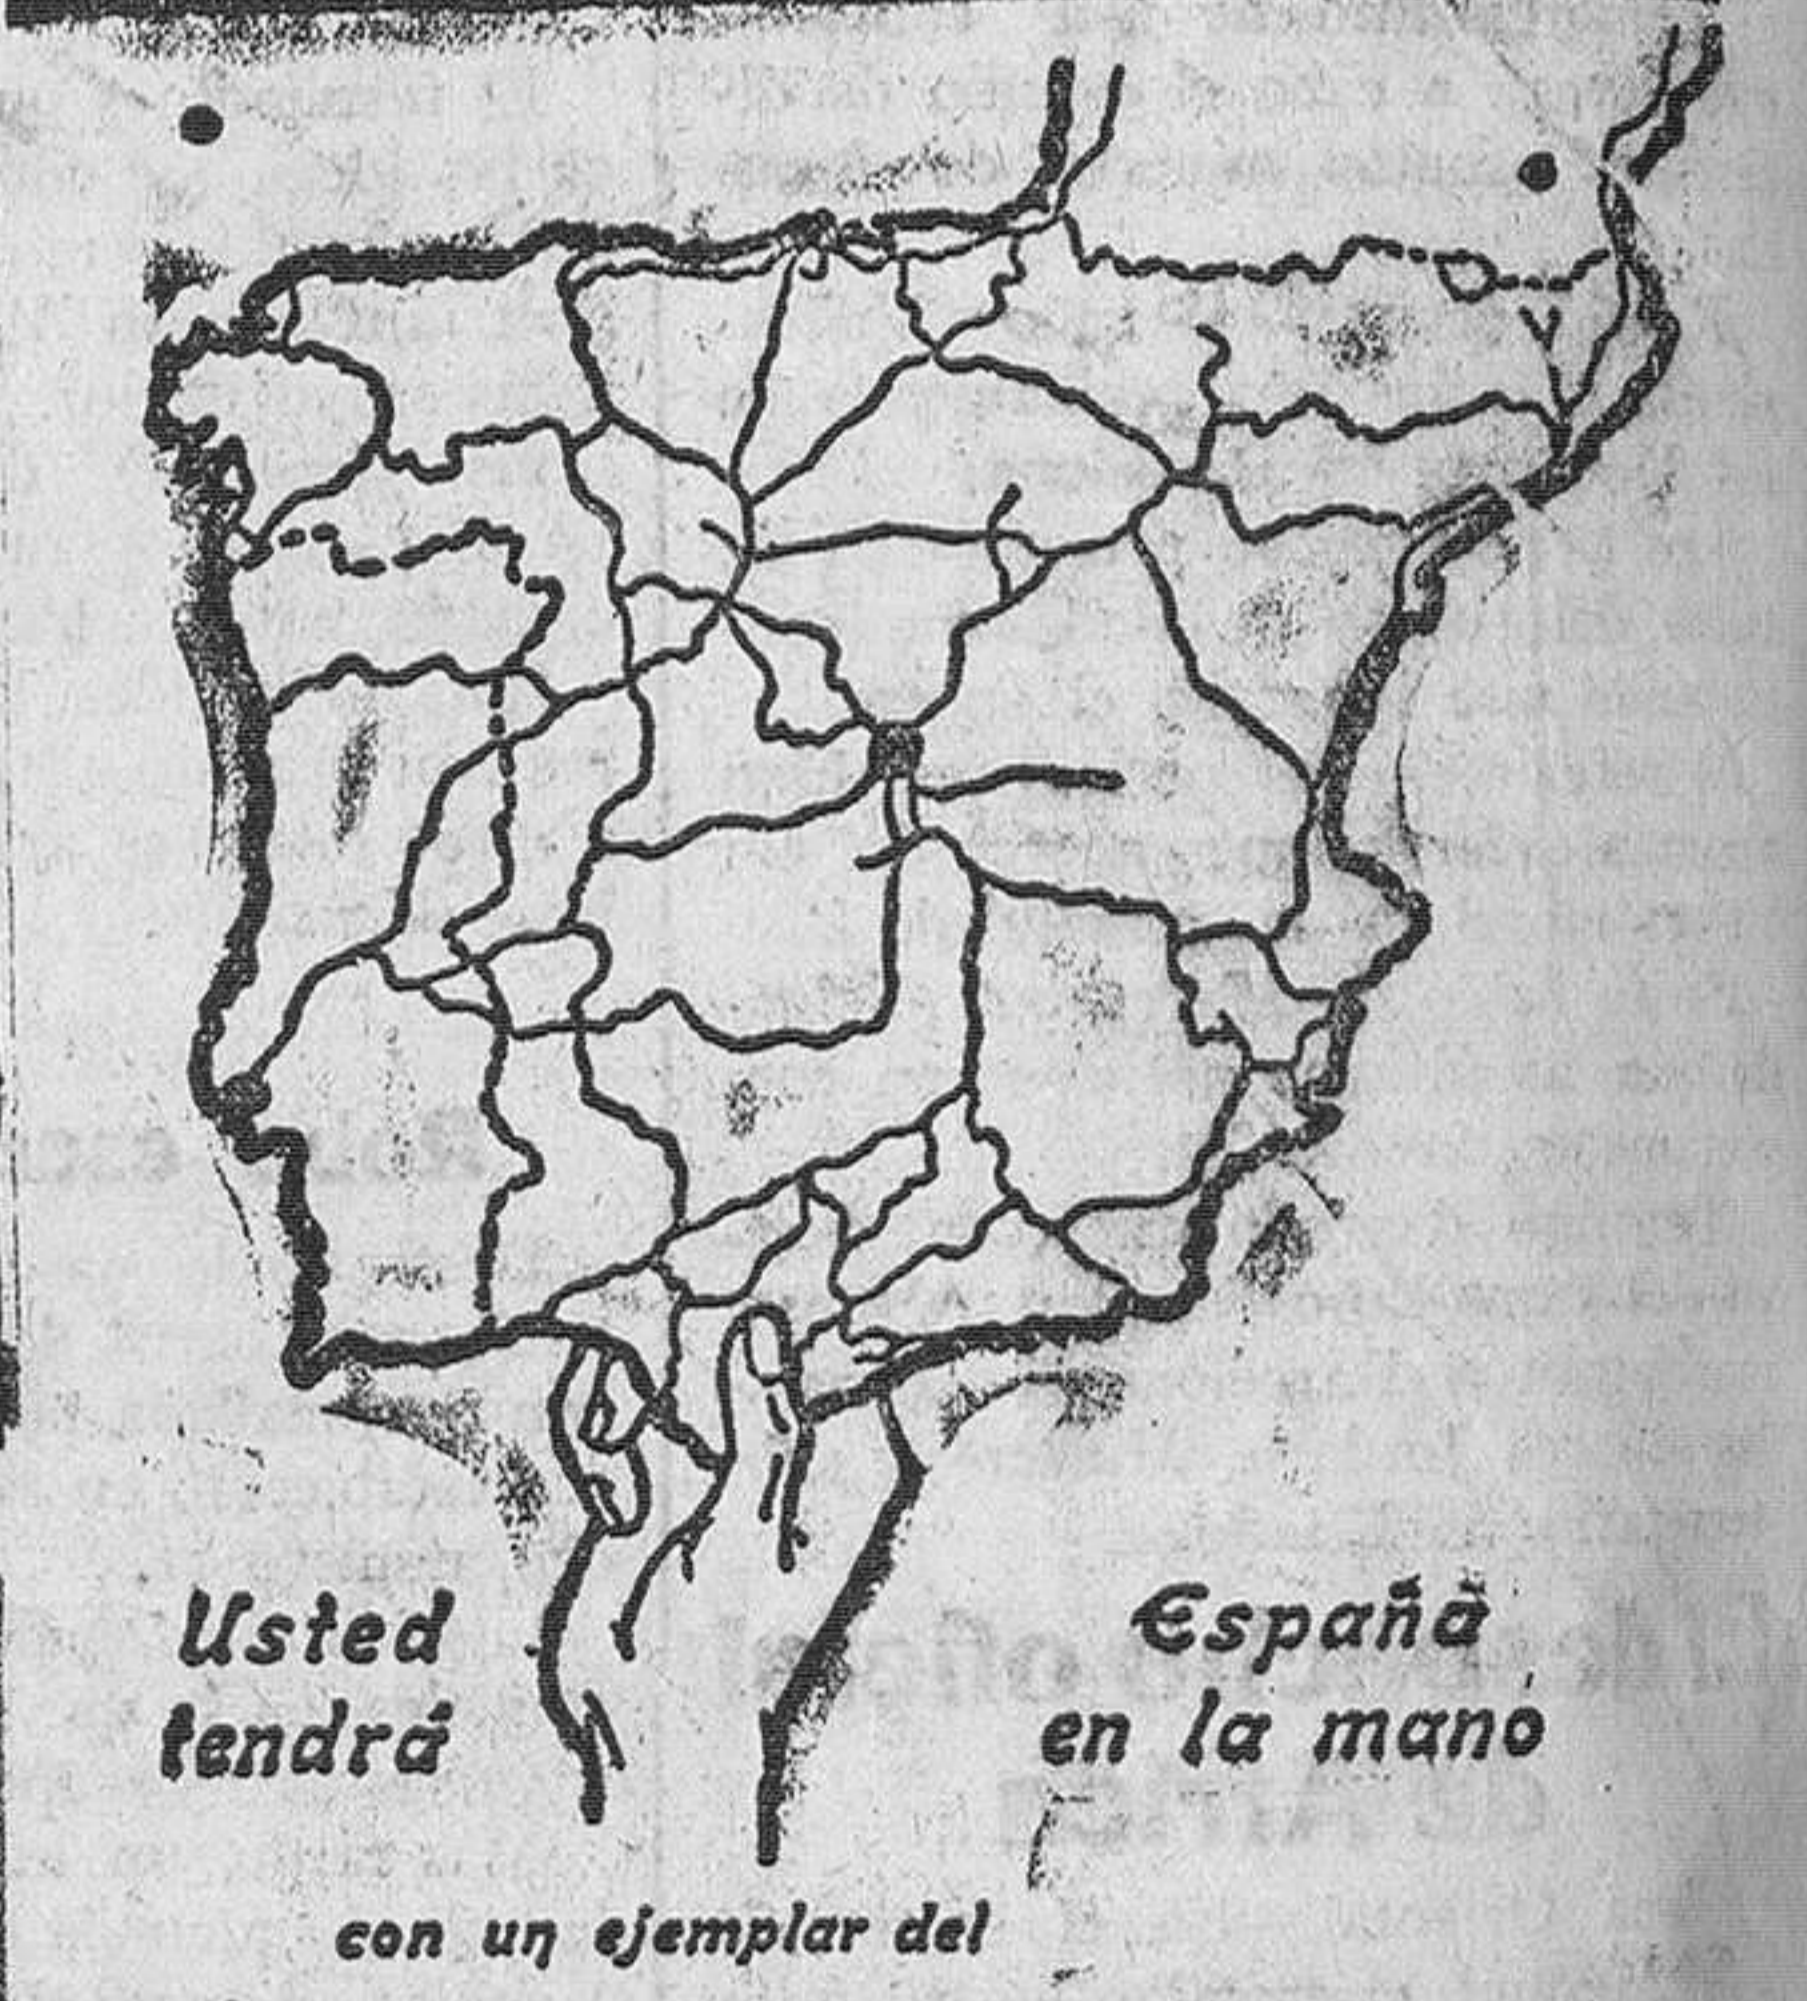 Usted
tendrá
España
en la mano
con un ejemplar del